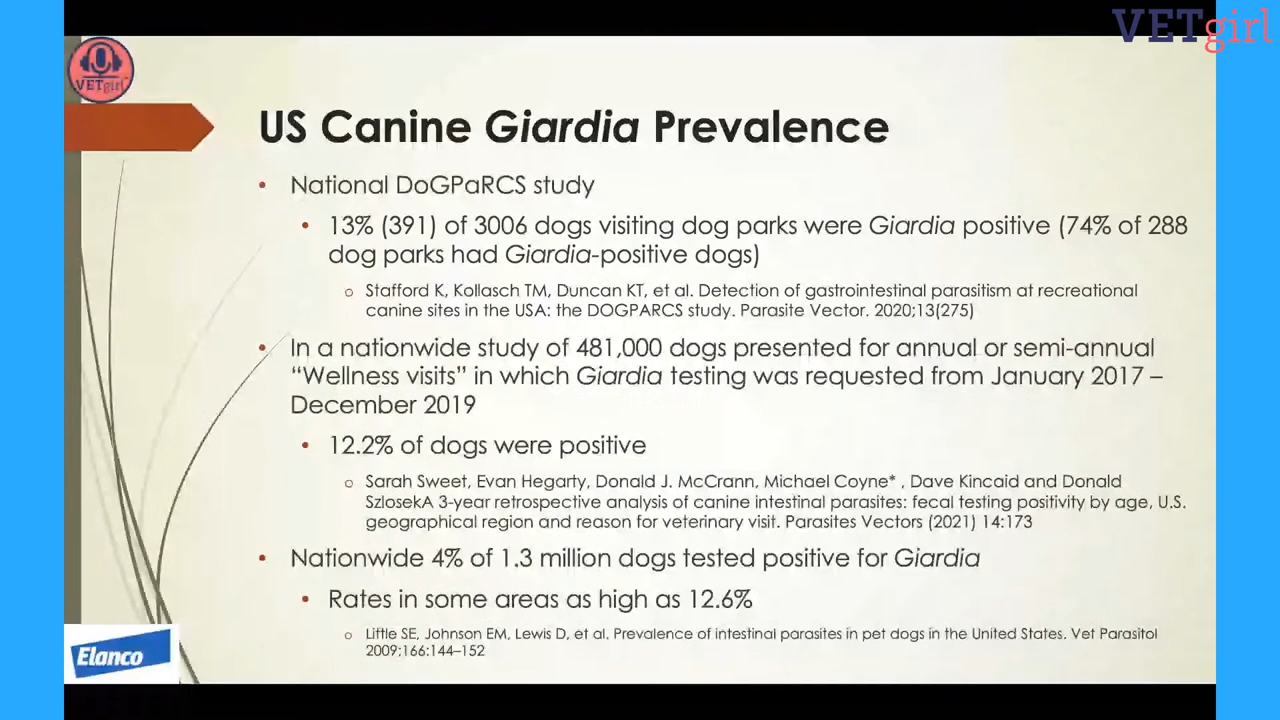 VETgirl
VETgirl
US Canine Giardia Prevalence
• National DoGPaRCS study
• 13% (391) of 3006 dogs visiting dog parks were Giardia positive (74% of 288
dog parks had Giardia-positive dogs)
o Stafford K, Kollasch TM, Duncan KT, et al. Detection of gastrointestinal parasitism at recreational
canine sites in the USA: the DOGPARCS study. Parasite Vector. 2020;13(275)
• In a nationwide study of 481,000 dogs presented for annual or semi-annual
“Wellness visits” in which Giardia testing was requested from January 2017 –
December 2019
• 12.2% of dogs were positive
o Sarah Sweet, Evan Hegarty, Donald J. McCrann, Michael Coyne* , Dave Kincaid and Donald
SzlosekA 3-year retrospective analysis of canine intestinal parasites: fecal testing positivity by age, U.S.
geographical region and reason for veterinary visit. Parasites Vectors (2021) 14:173
• Nationwide 4% of 1.3 million dogs tested positive for Giardia
• Rates in some areas as high as 12.6%
o Little SE, Johnson EM, Lewis D, et al. Prevalence of intestinal parasites in pet dogs in the United States. Vet Parasitol
2009;166:144–152
Elanco